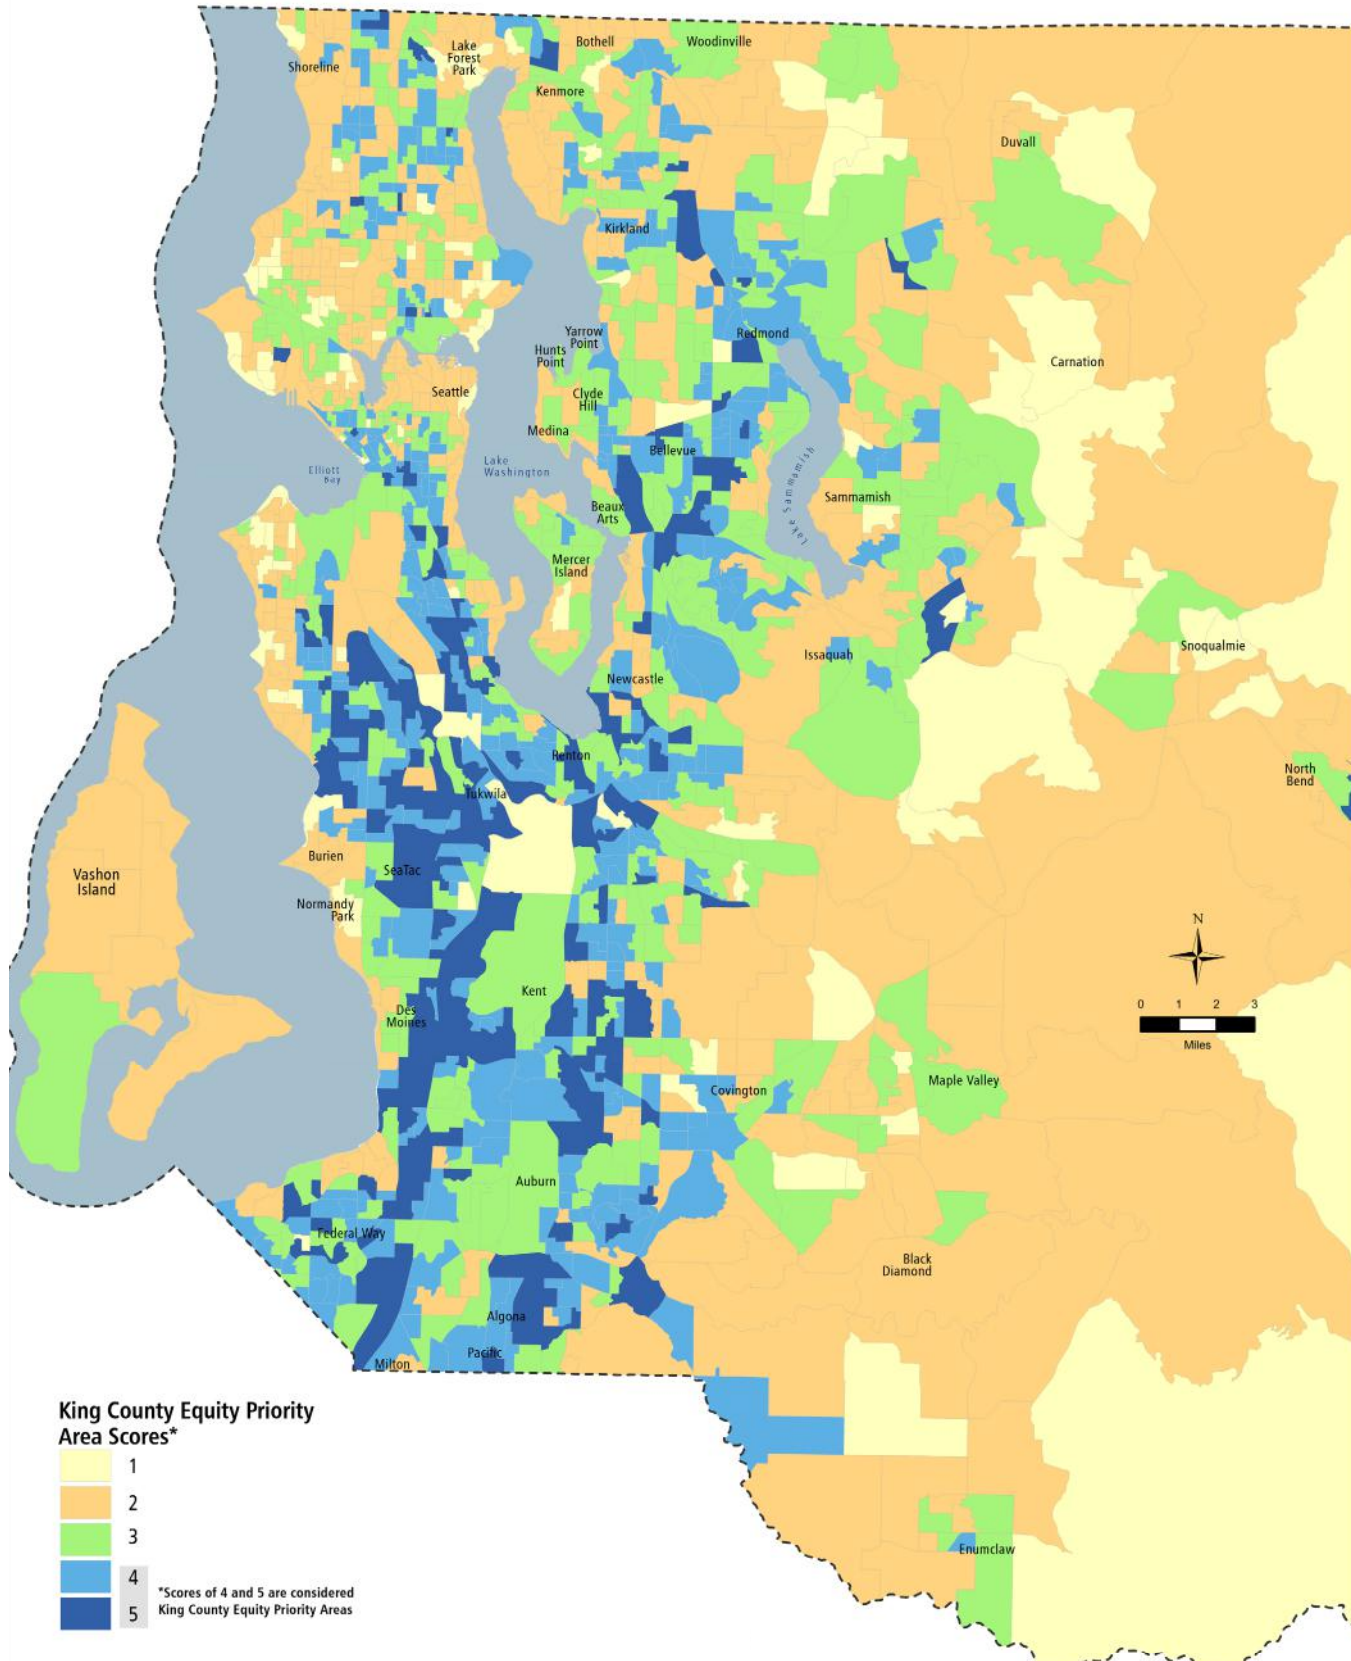 Lake
Forest
Park
Bothell
Woodinville
Shoreline
Kenmore
Duvall
Kirkland
Yarrow
Point
Redmond
Hunts
Point
Carnation
Seattle
Clyde
Hill
Medina
Bellevue
Elliott
Bay
Lake
Washington
Lake Sammamish
Sammamish
Beaux
Arts
Mercer
Island
Issaquah
Snoqualmie
Newcastle
Renton
North
Bend
Tukwila
Burien
SeaTac
Vashon
Island
Normandy
Park
N
Kent
0 1 2 3
Miles
Des
Moines
Covington
Maple Valley
Auburn
Federal Way
Black
Diamond
Algona
Pacific
Milton
King County Equity Priority
Area Scores*
1
2
3
4
5
*Scores of 4 and 5 are considered
King County Equity Priority Areas
Enumclaw